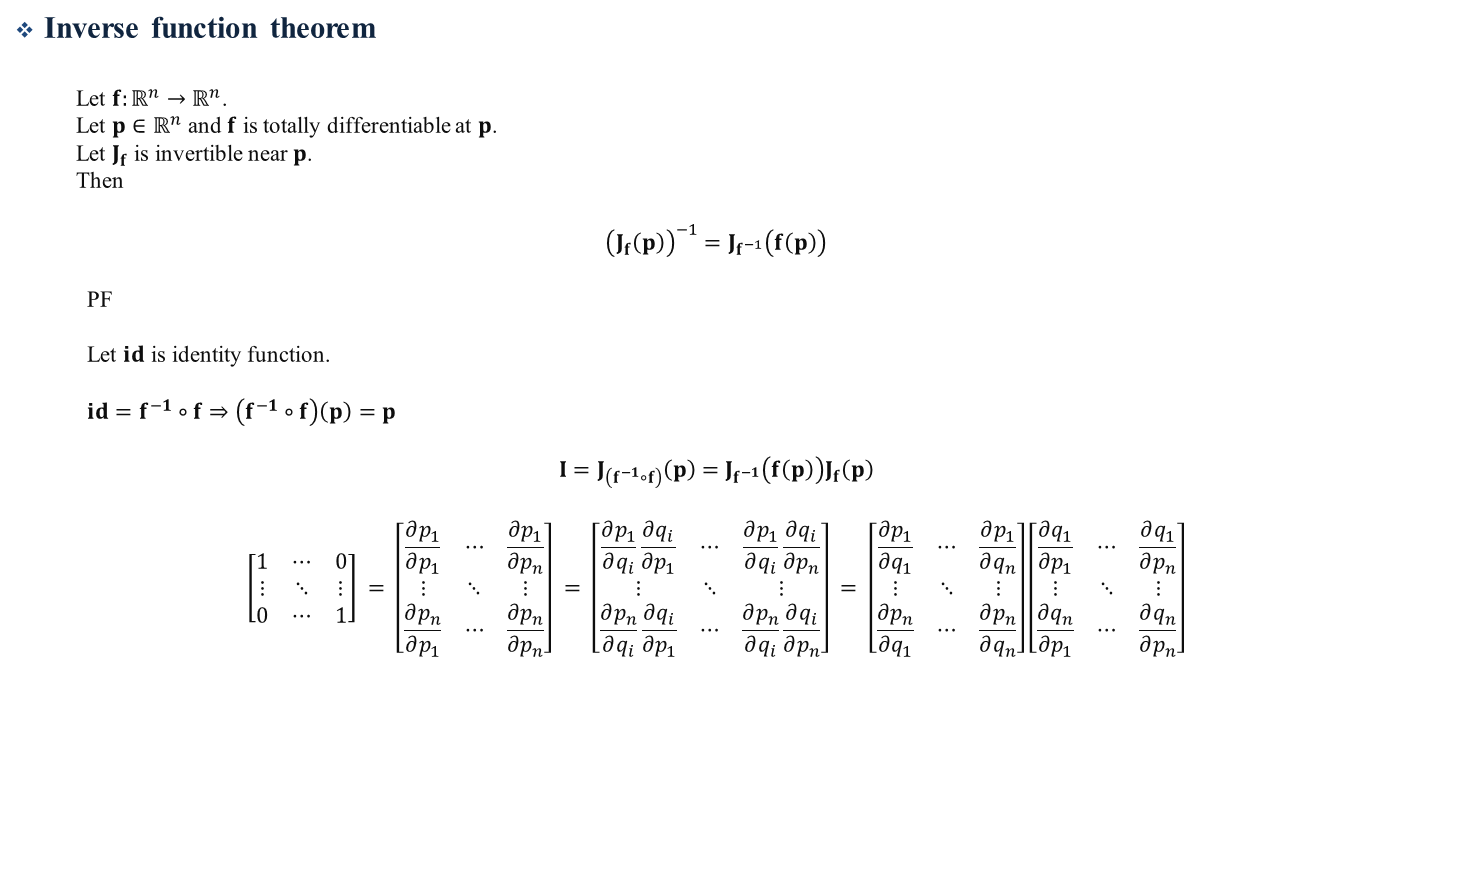 ❖ Inverse function theorem
Let 𝐟: ℝⁿ → ℝⁿ.
Let 𝐩 ∈ ℝⁿ and 𝐟 is totally differentiable at 𝐩.
Let 𝐉_𝐟 is invertible near 𝐩.
Then
(𝐉_𝐟(𝐩))⁻¹ = 𝐉_{𝐟⁻¹}(𝐟(𝐩))
PF
Let 𝐢𝐝 is identity function.
𝐢𝐝 = 𝐟⁻¹ ∘ 𝐟 ⇒ (𝐟⁻¹ ∘ 𝐟)(𝐩) = 𝐩
𝐈 = 𝐉_{(𝐟⁻¹∘𝐟)}(𝐩) = 𝐉_{𝐟⁻¹}(𝐟(𝐩))𝐉_𝐟(𝐩)
[1 ⋯ 0; ⋮ ⋱ ⋮; 0 ⋯ 1] = [∂p₁/∂p₁ ⋯ ∂p₁/∂pₙ; ⋮ ⋱ ⋮; ∂pₙ/∂p₁ ⋯ ∂pₙ/∂pₙ] = [∂p₁/∂qᵢ ∂qᵢ/∂p₁ ⋯ ∂p₁/∂qᵢ ∂qᵢ/∂pₙ; ⋮ ⋱ ⋮; ∂pₙ/∂qᵢ ∂qᵢ/∂p₁ ⋯ ∂pₙ/∂qᵢ ∂qᵢ/∂pₙ] = [∂p₁/∂q₁ ⋯ ∂p₁/∂qₙ; ⋮ ⋱ ⋮; ∂pₙ/∂q₁ ⋯ ∂pₙ/∂qₙ][∂q₁/∂p₁ ⋯ ∂q₁/∂pₙ; ⋮ ⋱ ⋮; ∂qₙ/∂p₁ ⋯ ∂qₙ/∂pₙ]